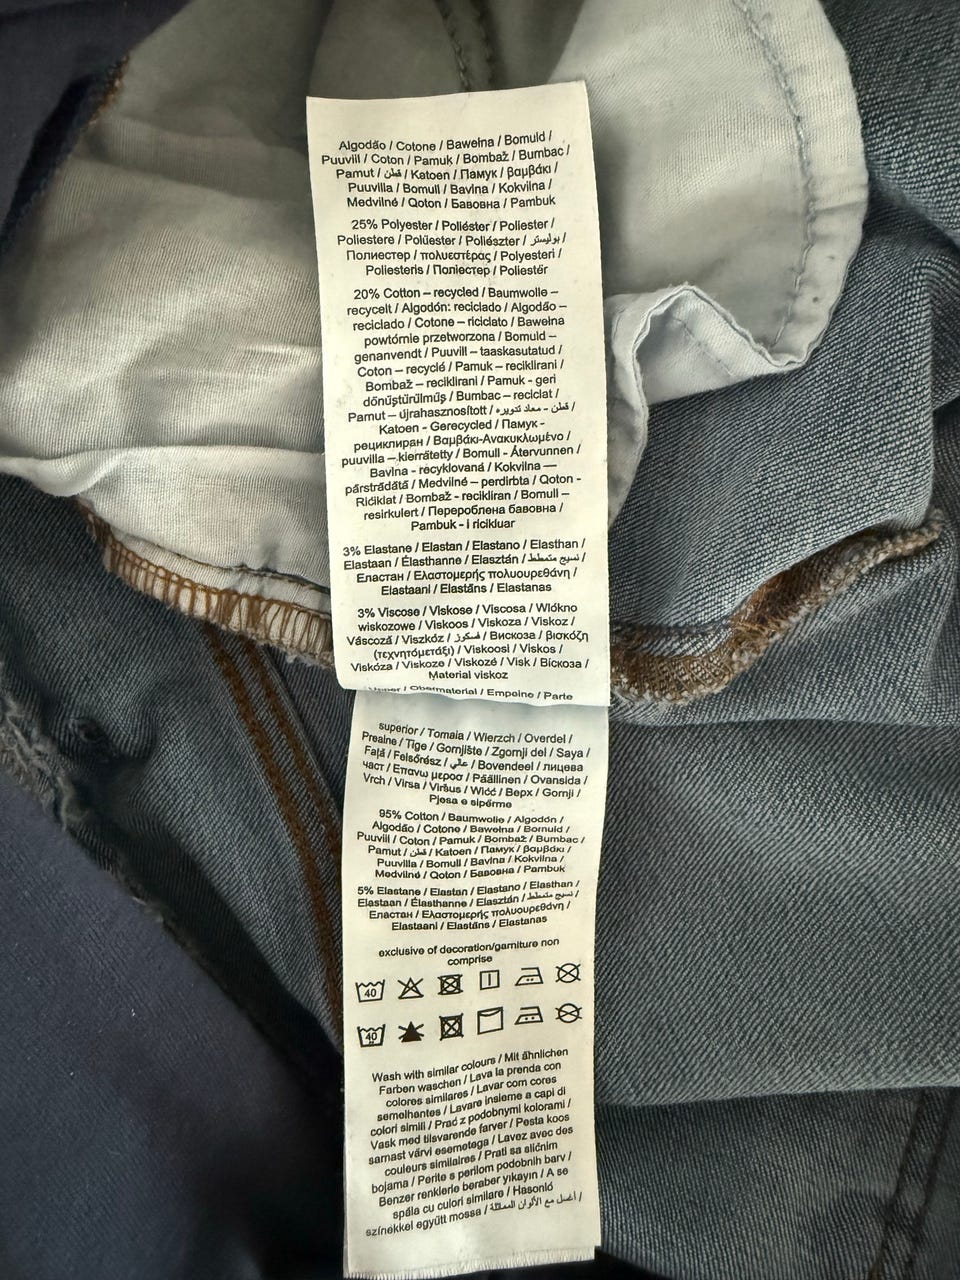 Algodão / Cotone / Bawełna / Bomuld /
Puuvill / Coton / Pamuk / Bombaž / Bumbac /
Pamut / قطن / Katoen / Памук / βαμβάκι /
Puuvilla / Bomull / Bavlna / Kokvilna /
Medvilné / Qoton / Бавовна / Pambuk
25% Polyester / Poliéster / Poliester /
Poliestere / Polüester / Poliészter / بوليستر /
Полиестер / πολυεστέρας / Polyesteri /
Poliesteris / Поліестер / Poliestër
20% Cotton – recycled / Baumwolle –
recycelt / Algodón: reciclado / Algodão –
reciclado / Cotone – riciclato / Bawełna
powtórnie przetworzona / Bomuld –
genanvendt / Puuvill – taaskasutatud /
Coton – recyclé / Pamuk – reciklirani /
Bombaž – reciklirani / Pamuk - geri
dönüştürülmüş / Bumbac – reciclat /
Pamut – újrahasznosított / قطن - معاد تدويره /
Katoen - Gerecycled / Памук -
рециклиран / Βαμβάκι-Ανακυκλωμένο /
puuvilla – kierrätetty / Bomull - Återvunnen /
Bavlna - recyklovaná / Kokvilna —
pārstrādātā / Medvilné – perdirbta / Qoton -
Riċiklat / Bombaž - recikliran / Bomull –
resirkulert / Перероблена бавовна /
Pambuk - i ricikluar
3% Elastane / Elastan / Elastano / Elasthan /
Elastaan / Élasthanne / Elasztán / نسيج متمطط /
Еластан / Ελαστομερής πολυουρεθάνη /
Elastaani / Elastāns / Elastanas
3% Viscose / Viskose / Viscosa / Włókno
wiskozowe / Viskoos / Viskoza / Viskoz /
Vâscoză / Viszkóz / فسكوز / Вискоза / βισκόζη
(τεχνητόμετάξι) / Viskoosi / Viskos /
Viskóza / Viskoze / Viskozé / Visk / Віскоза /
Material viskoz
Upper / Obermaterial / Empeine / Parte
superior / Tomaia / Wierzch / Overdel /
Pealne / Tige / Gornjište / Zgornji del / Saya /
Față / Felsőrész / عالي / Bovendeel / лицева
част / Επανω μεροσ / Päällinen / Ovansida /
Vrch / Virsa / Viršus / Wiċċ / Верх / Gornji /
Pjesa e sipërme
95% Cotton / Baumwolle / Algodón /
Algodão / Cotone / Bawełna / Bomuld /
Puuvill / Coton / Pamuk / Bombaž / Bumbac /
Pamut / قطن / Katoen / Памук / βαμβάκι /
Puuvilla / Bomull / Bavlna / Kokvilna /
Medvilné / Qoton / Бавовна / Pambuk
5% Elastane / Elastan / Elastano / Elasthan /
Elastaan / Élasthanne / Elasztán / نسيج متمطط /
Еластан / Ελαστομερής πολυουρεθάνη /
Elastaani / Elastāns / Elastanas
exclusive of decoration/garniture non
comprise
40
40
Wash with similar colours / Mit ähnlichen
Farben waschen / Lava la prenda con
colores similares / Lavar com cores
semelhantes / Lavare insieme a capi di
colori simili / Prać z podobnymi kolorami /
Vask med tilsvarende farver / Pesta koos
sarnast värvi esemetega / Lavez avec des
couleurs similaires / Prati sa sličnim
bojama / Perite s perilom podobnih barv /
Benzer renklerle beraber yıkayın / A se
spăla cu culori similare / Hasonló
színekkel együtt mossa / أغسل مع الألوان المماثلة /